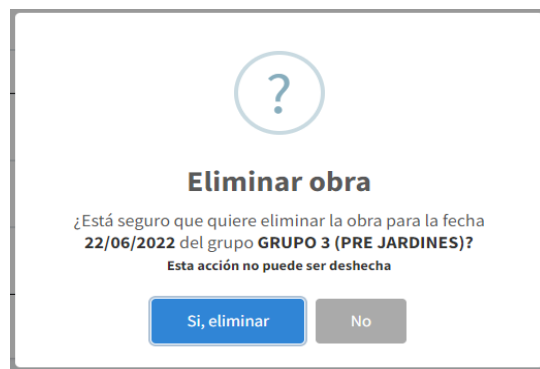 ?
Eliminar obra
¿Está seguro que quiere eliminar la obra para la fecha
22/06/2022 del grupo GRUPO 3 (PRE JARDINES)?
Esta acción no puede ser deshecha
Si, eliminar
No